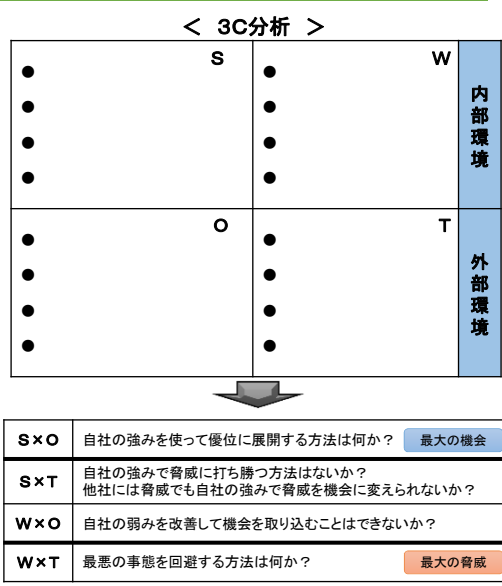 ＜ 3C分析 ＞
S
W
●
●
●
●
●
●
●
●
内部環境
O
T
●
●
●
●
●
●
●
●
外部環境
S×O 自社の強みを使って優位に展開する方法は何か？ 最大の機会
S×T 自社の強みで脅威に打ち勝つ方法はないか？
他社には脅威でも自社の強みで脅威を機会に変えられないか？
W×O 自社の弱みを改善して機会を取り込むことはできないか？
W×T 最悪の事態を回避する方法は何か？ 最大の脅威